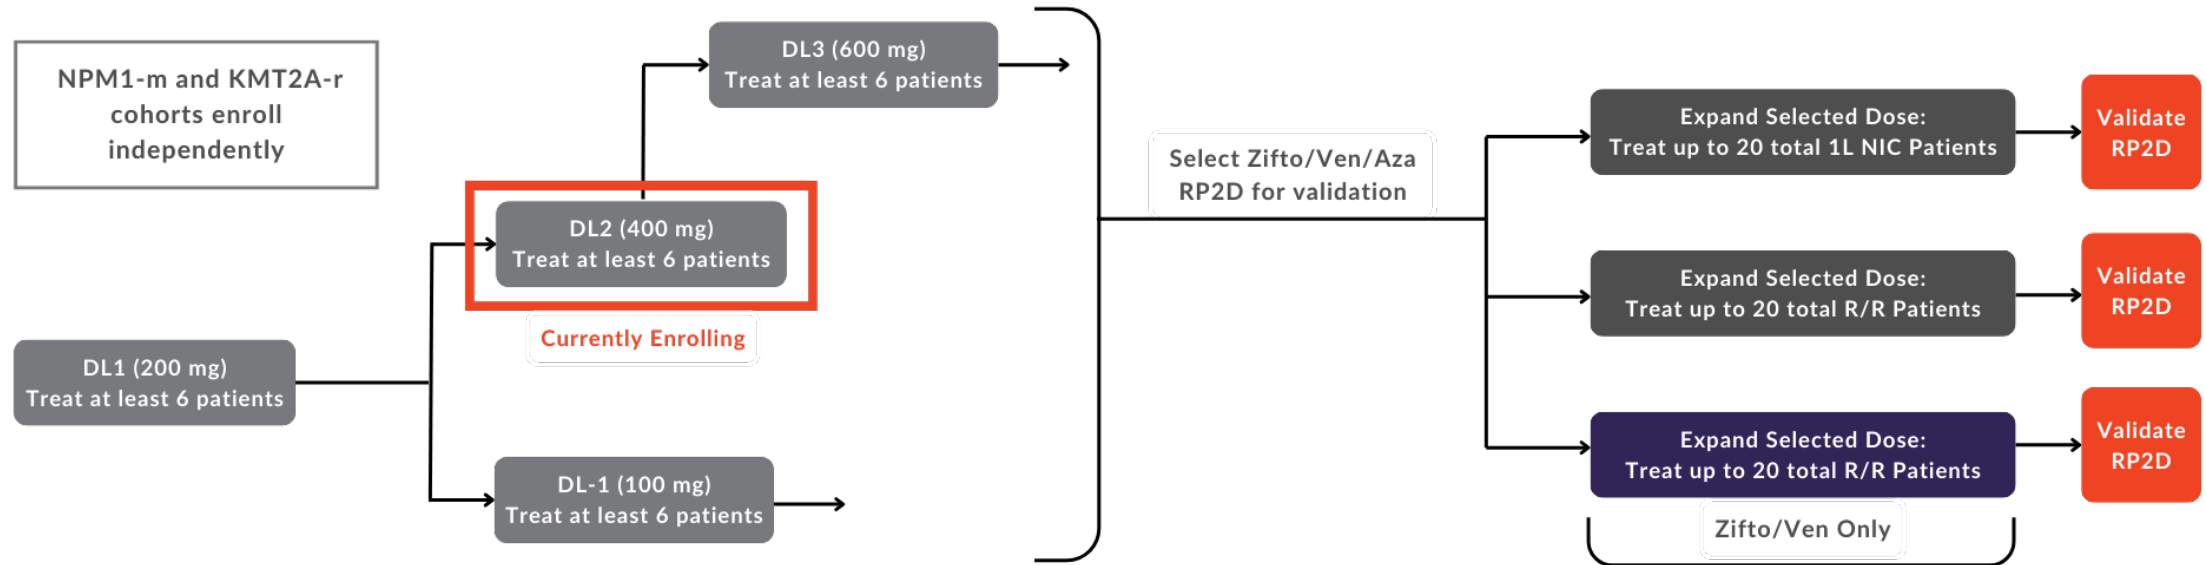 NPM1-m and KMT2A-r
cohorts enroll
independently
DL1 (200 mg)
Treat at least 6 patients
DL2 (400 mg)
Treat at least 6 patients
Currently Enrolling
DL-1 (100 mg)
Treat at least 6 patients
DL3 (600 mg)
Treat at least 6 patients
Select Zifto/Ven/Aza
RP2D for validation
Expand Selected Dose:
Treat up to 20 total 1L NIC Patients
Validate
RP2D
Expand Selected Dose:
Treat up to 20 total R/R Patients
Validate
RP2D
Expand Selected Dose:
Treat up to 20 total R/R Patients
Validate
RP2D
Zifto/Ven Only